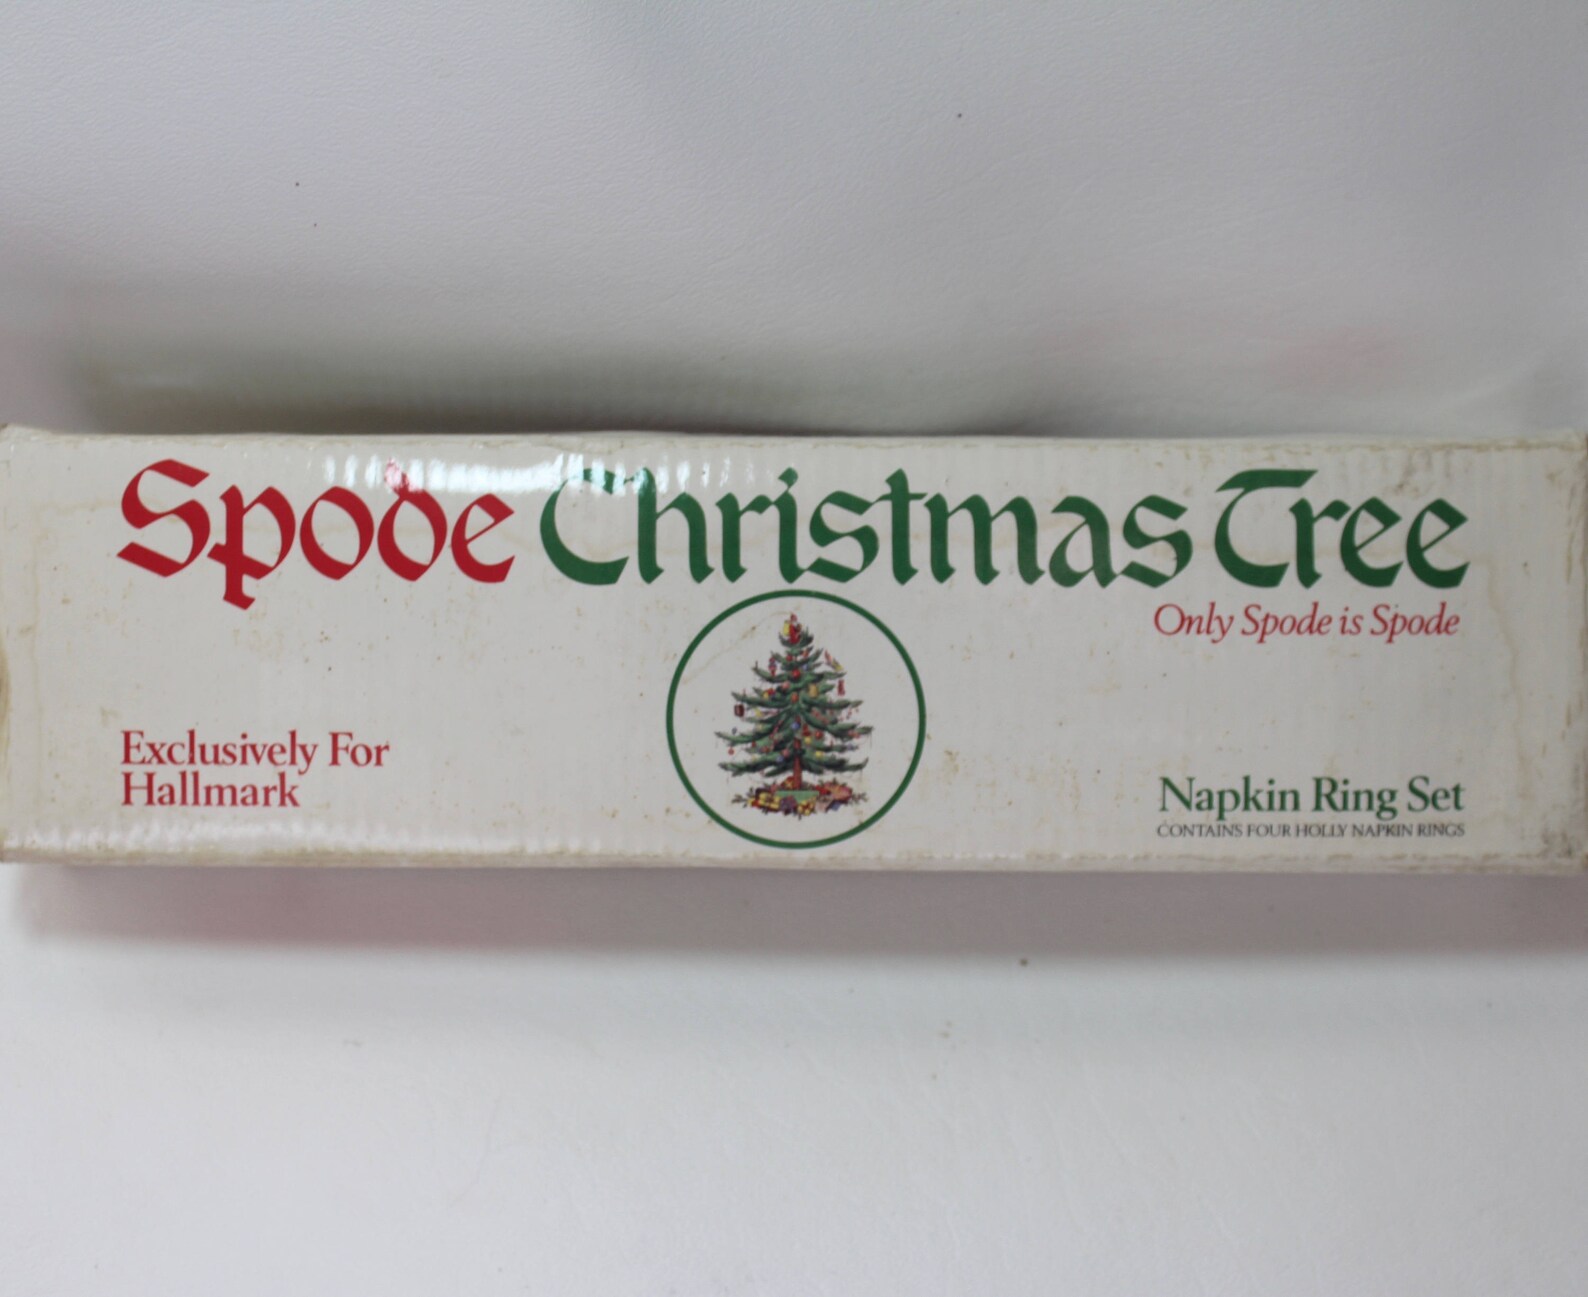 Spode Christmas Tree
Only Spode is Spode
Exclusively For
Hallmark
Napkin Ring Set
CONTAINS FOUR HOLLY NAPKIN RINGS